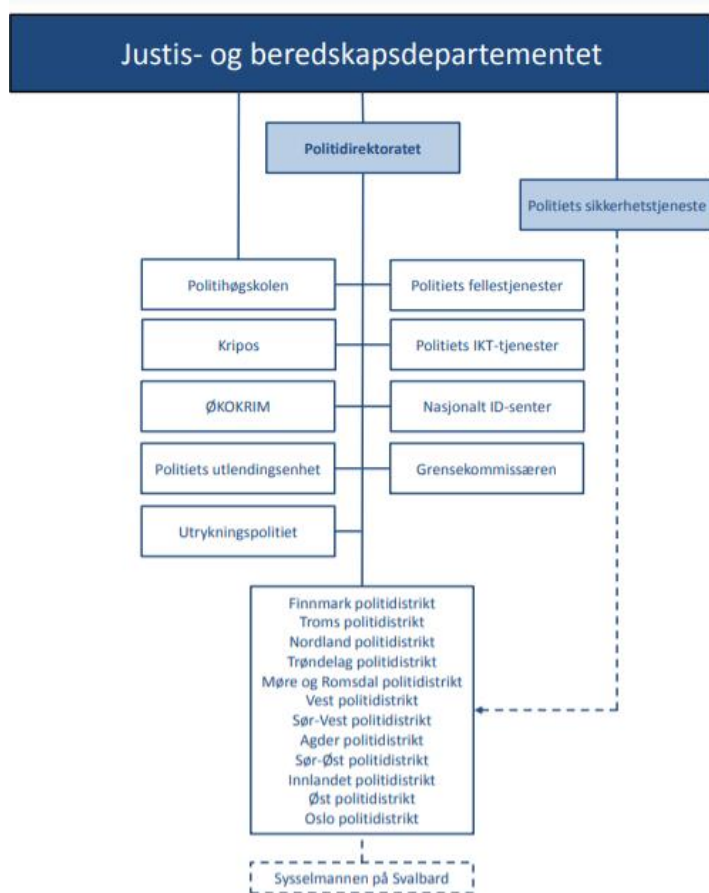 Justis- og beredskapsdepartementet
Politidirektoratet
Politiets sikkerhetstjeneste
Politihøgskolen
Politiets fellestjenester
Kripos
Politiets IKT-tjenester
ØKOKRIM
Nasjonalt ID-senter
Politiets utlendingsenhet
Grensekommissæren
Utrykningspolitiet
Finnmark politidistrikt
Troms politidistrikt
Nordland politidistrikt
Trøndelag politidistrikt
Møre og Romsdal politidistrikt
Vest politidistrikt
Sør-Vest politidistrikt
Agder politidistrikt
Sør-Øst politidistrikt
Innlandet politidistrikt
Øst politidistrikt
Oslo politidistrikt
Sysselmannen på Svalbard